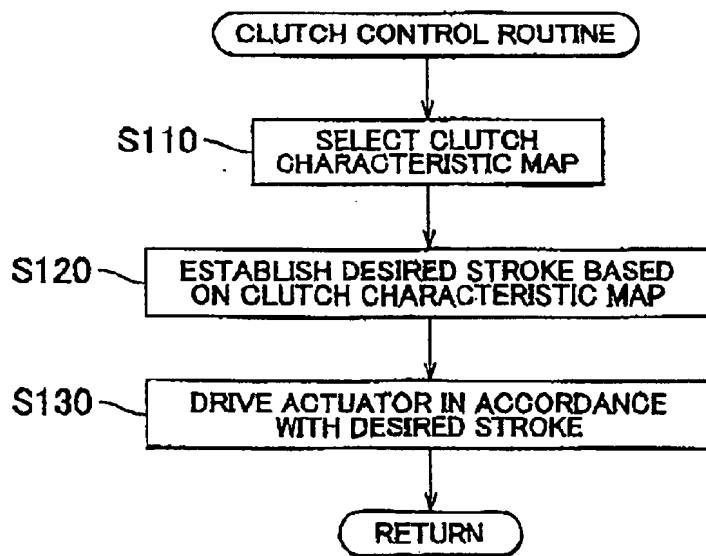 CLUTCH CONTROL ROUTINE
S110
SELECT CLUTCH
CHARACTERISTIC MAP
S120
ESTABLISH DESIRED STROKE BASED
ON CLUTCH CHARACTERISTIC MAP
S130
DRIVE ACTUATOR IN ACCORDANCE
WITH DESIRED STROKE
RETURN